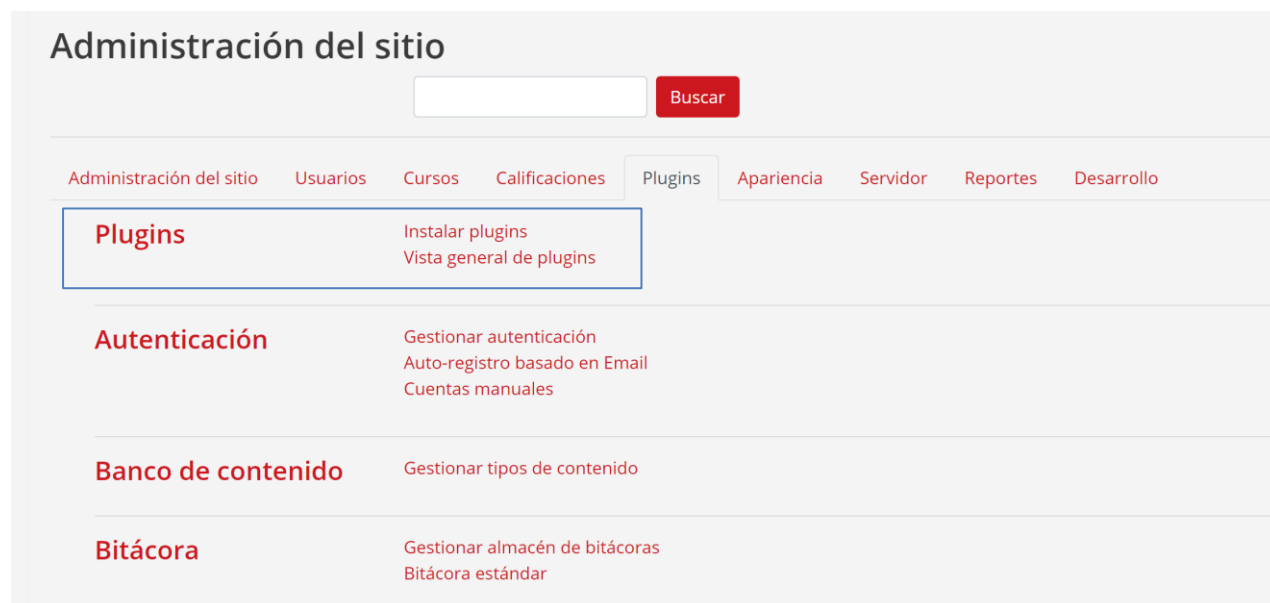 Administración del sitio
Buscar
Administración del sitio Usuarios Cursos Calificaciones Plugins Apariencia Servidor Reportes Desarrollo
Plugins Instalar plugins
Vista general de plugins
Autenticación Gestionar autenticación
Auto-registro basado en Email
Cuentas manuales
Banco de contenido Gestionar tipos de contenido
Bitácora Gestionar almacén de bitácoras
Bitácora estándar